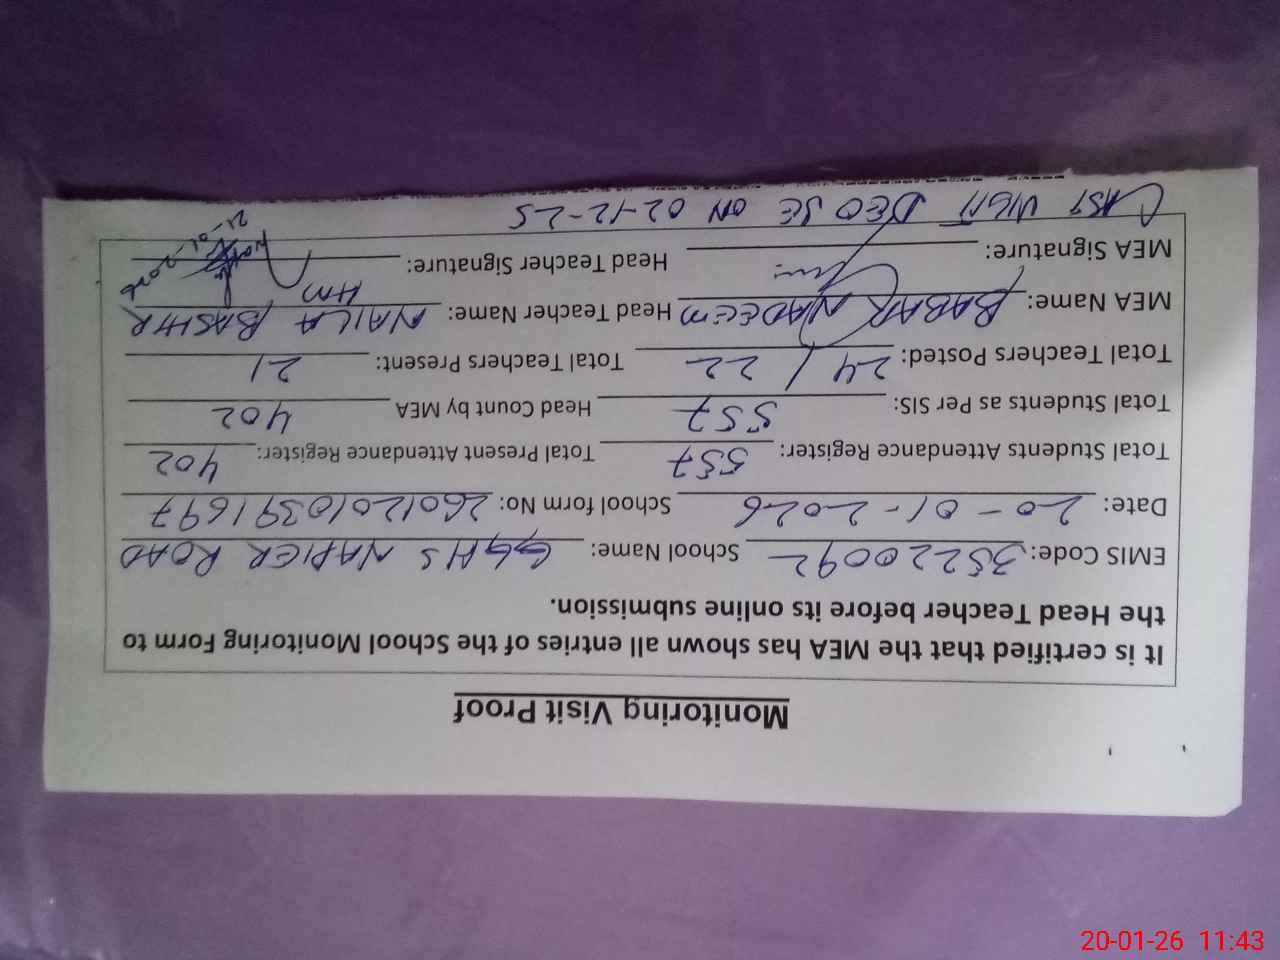 Monitoring Visit Proof
It is certified that the MEA has shown all entries of the School Monitoring Form to
the Head Teacher before its online submission.
EMIS Code: 35220092 School Name: GGHS NAPIER ROAD
Date: 20-01-2026 School form No: 26012010391697
Total Students Attendance Register: 557 Total Present Attendant Register: 402
Total Students as Per SIS: 557 Head Count by MEA 402
Total Teachers Posted: 24/22 Total Teachers Present: 21
MEA Name: BABAR NADEEM Head Teacher Name: NAILA BASHIR
HM
MEA Signature: Head Teacher Signature:
LAST VISIT DEO SE ON 02-12-25
20-01-26 11:43